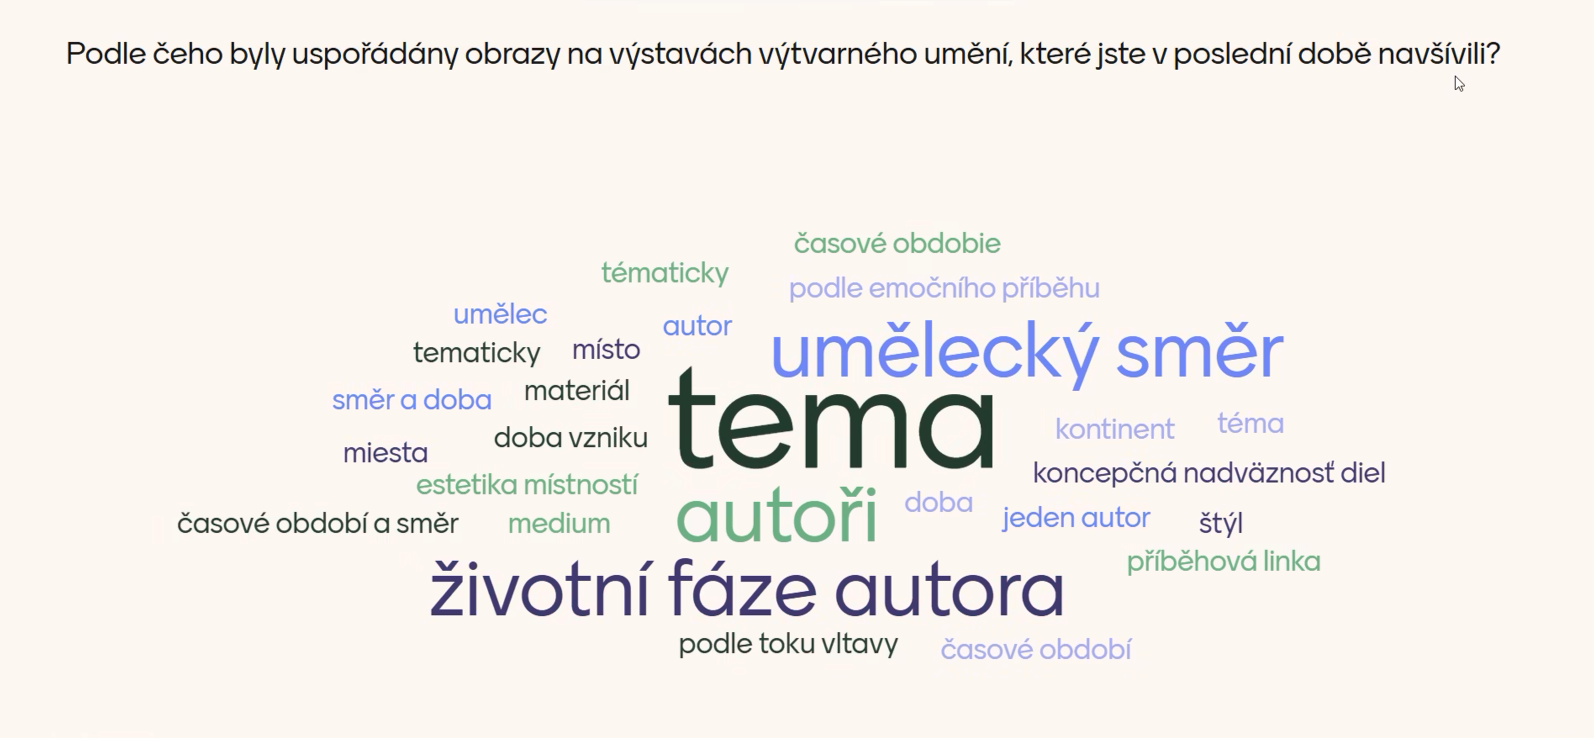 Podle čeho byly uspořádány obrazy na výstavách výtvarného umění, které jste v poslední době navšívili?
časové obdobie
tématicky
podle emočního příběhu
umělec
autor
umělecký směr
tematicky
místo
směr a doba
materiál
tema
kontinent
téma
doba vzniku
miesta
koncepčná nadväznosť diel
estetika místností
autoři
doba
jeden autor
štýl
časové období a směr
medium
příběhová linka
životní fáze autora
podle toku vltavy
časové období